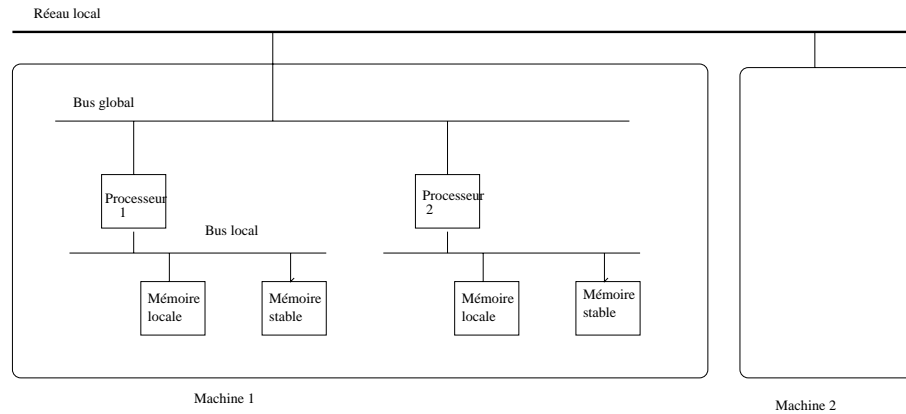 Réeau local
Bus global
Processeur
1
Processeur
2
Bus local
Mémoire
locale
Mémoire
stable
Mémoire
locale
Mémoire
stable
Machine 1
Machine 2